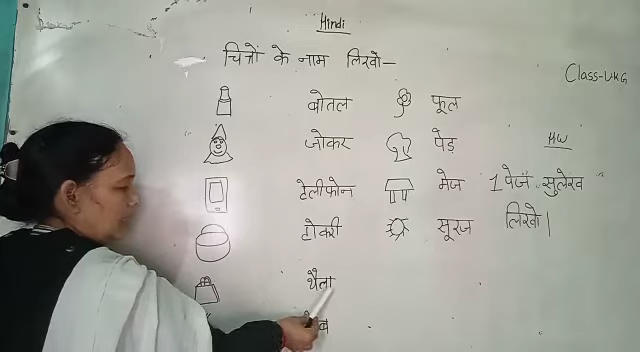 Hindi
चित्रों के नाम लिखो—
Class-UKG
बोतल
फूल
जोकर
पेड़
HW
टेलीफोन
मेज
1 पेज सुलेख
लिखो।
टोकरी
सूरज
थैला